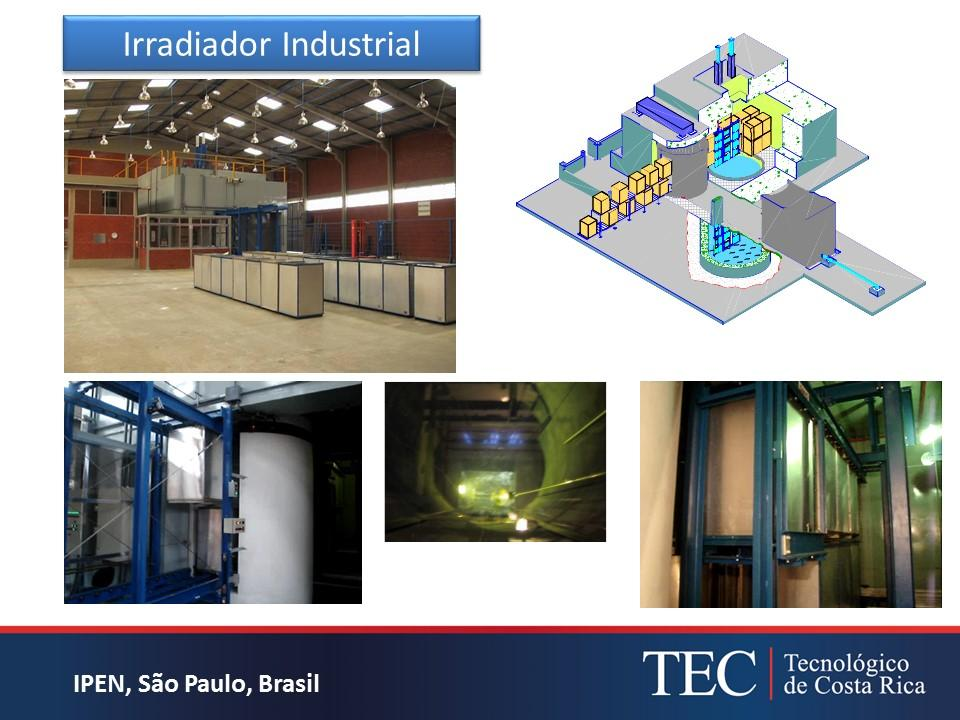 Irradiador Industrial
IPEN, São Paulo, Brasil
TEC
Tecnológico
de Costa Rica